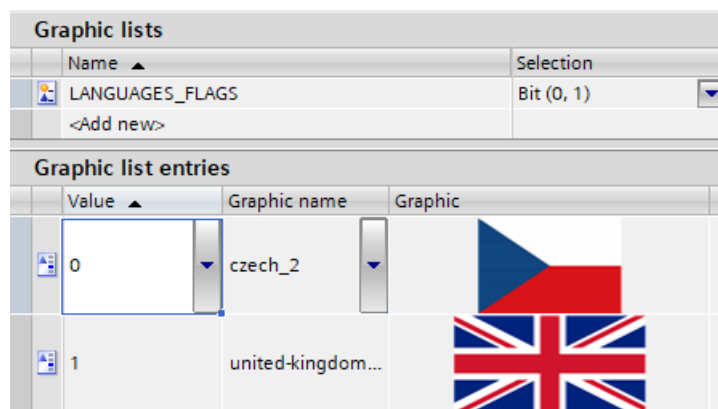 Graphic lists
Name Selection
LANGUAGES_FLAGS Bit (0, 1)
<Add new>
Graphic list entries
Value Graphic name Graphic
0 czech_2
1 united-kingdom...